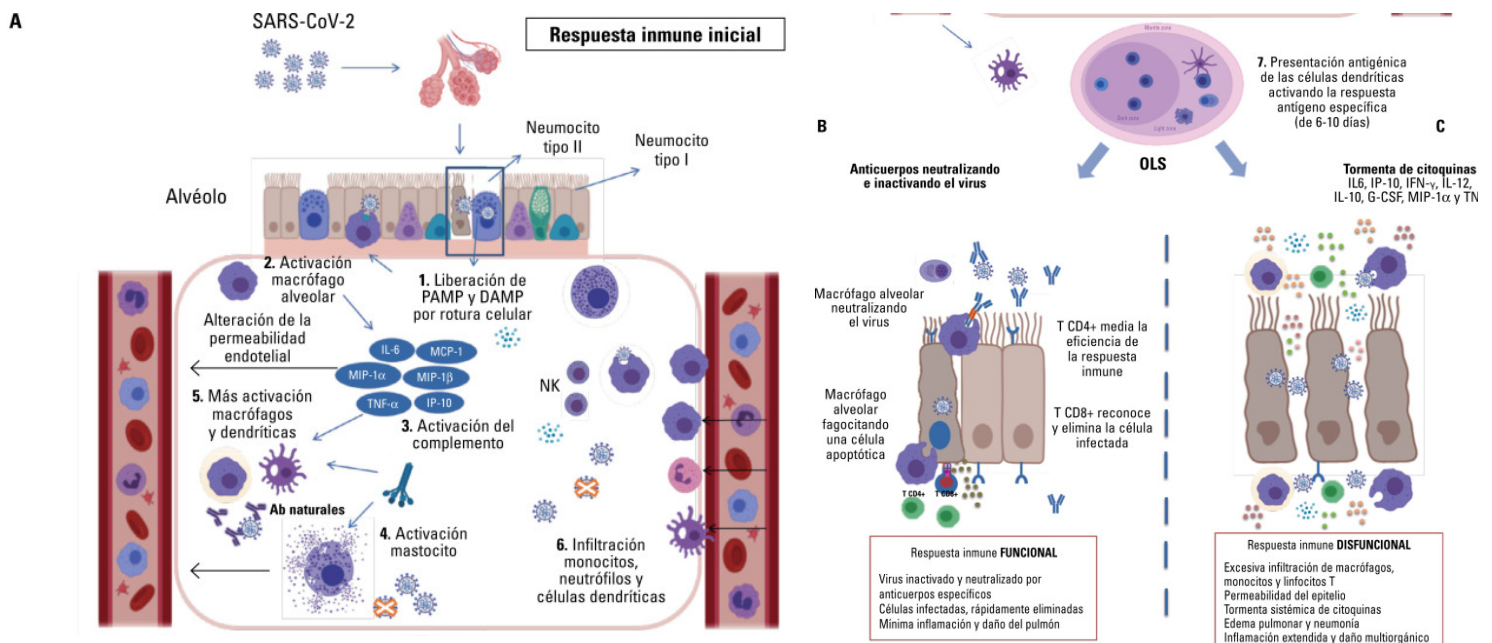 A
SARS-CoV-2
Respuesta inmune inicial
Neumocito
tipo II
Neumocito
tipo I
Alvéolo
2. Activación
macrófago
alveolar
1. Liberación de
PAMP y DAMP
por rotura celular
Alteración de la
permeabilidad
endotelial
IL-6
MCP-1
MIP-1α
MIP-1β
TNF-α
IP-10
NK
5. Más activación
macrófagos
y dendríticas
3. Activación del
complemento
Ab naturales
4. Activación
mastocito
6. Infiltración
monocitos,
neutrófilos y
células dendríticas
Mantle zone
Dark zone
Light zone
7. Presentación antigénica
de las células dendríticas
activando la respuesta
antígeno específica
(de 6-10 días)
OLS
B
Anticuerpos neutralizando
e inactivando el virus
Macrófago alveolar
neutralizando
el virus
T CD4+ media la
eficiencia de
la respuesta
inmune
Macrófago
alveolar
fagocitando
una célula
apoptótica
T CD8+ reconoce
y elimina la célula
infectada
T CD4+
T CD8+
Respuesta inmune FUNCIONAL
Virus inactivado y neutralizado por
anticuerpos específicos
Células infectadas, rápidamente eliminadas
Mínima inflamación y daño del pulmón
C
Tormenta de citoquinas
IL6, IP-10, IFN-γ, IL-12,
IL-10, G-CSF, MIP-1α y TN
Respuesta inmune DISFUNCIONAL
Excesiva infiltración de macrófagos,
monocitos y linfocitos T
Permeabilidad del epitelio
Tormenta sistémica de citoquinas
Edema pulmonar y neumonía
Inflamación extendida y daño multiorgánico